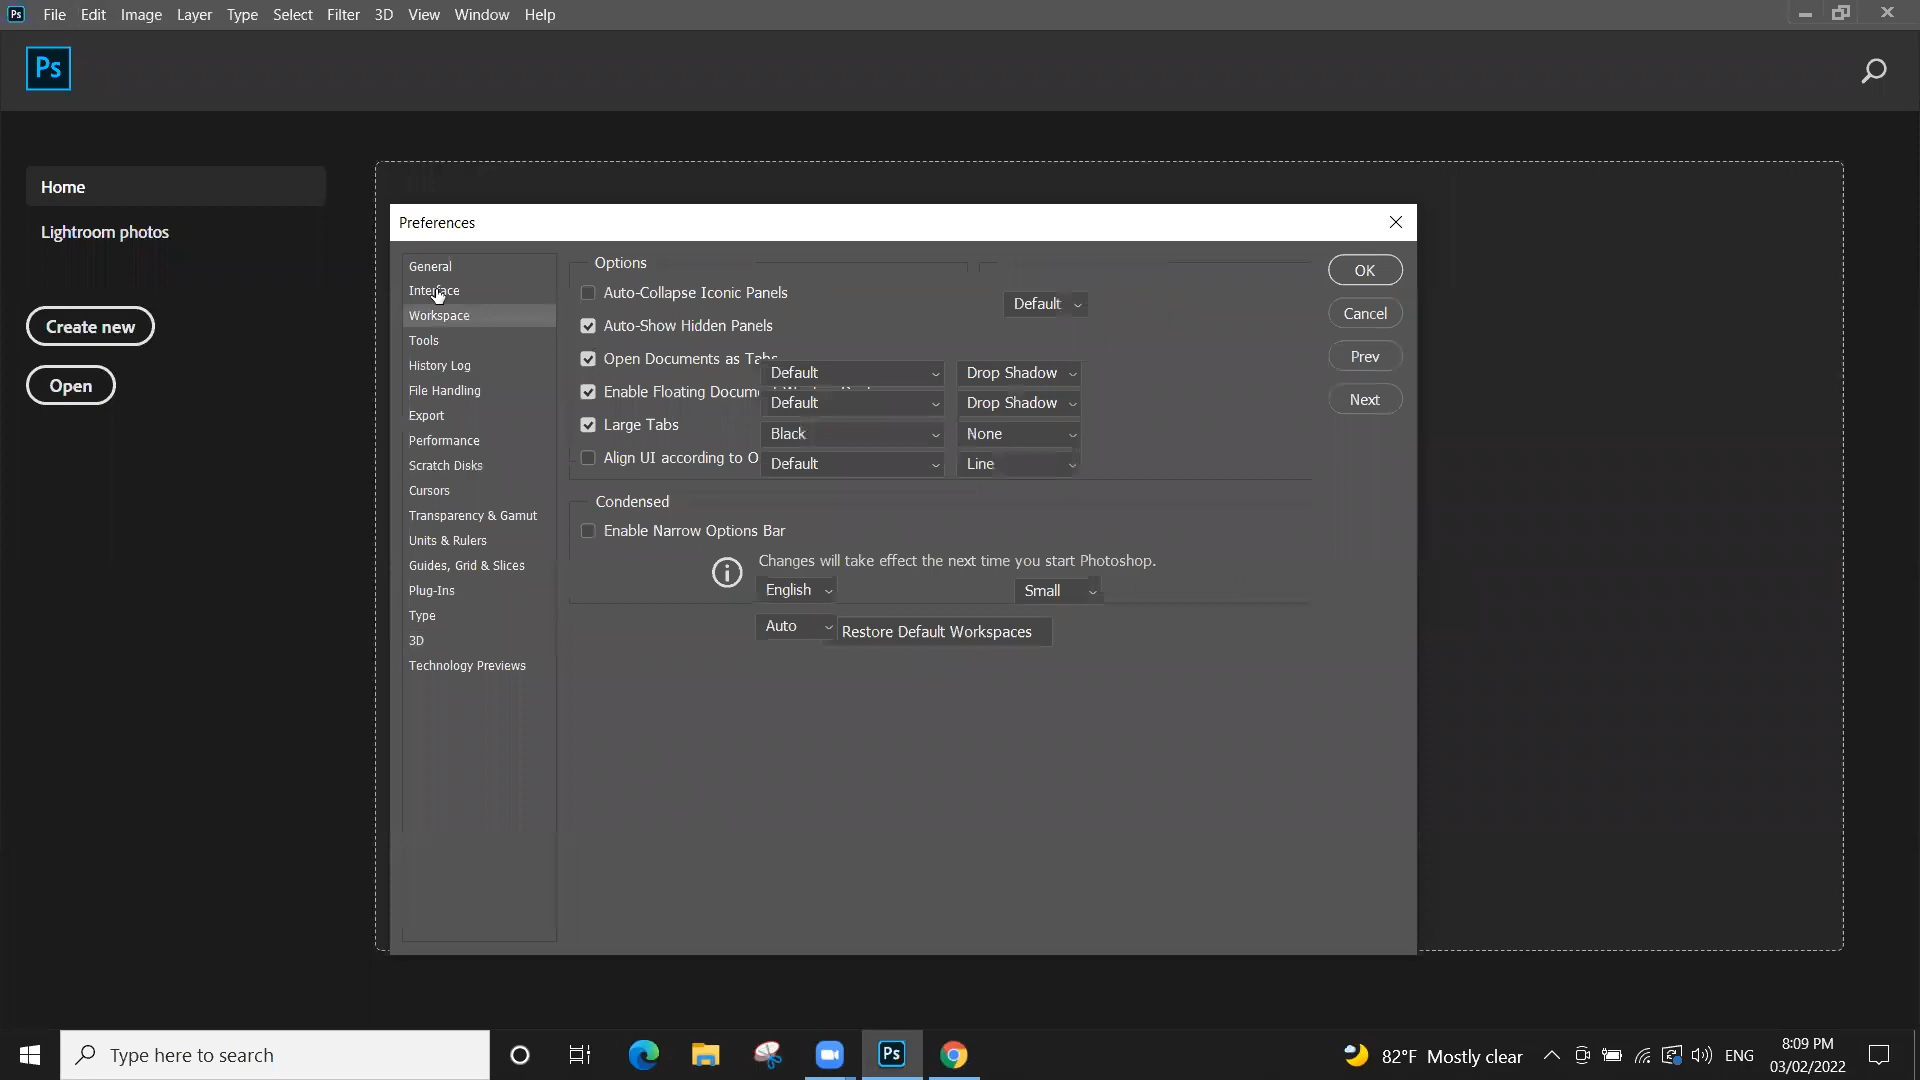 Ps File Edit Image Layer Type Select Filter 3D View Window Help
Ps
Home
Lightroom photos
Create new
Open
Preferences
General
Interface
Workspace
Tools
History Log
File Handling
Export
Performance
Scratch Disks
Cursors
Transparency & Gamut
Units & Rulers
Guides, Grid & Slices
Plug-Ins
Type
3D
Technology Previews
Options
Auto-Collapse Iconic Panels
Default
Auto-Show Hidden Panels
Open Documents as Tabs
Default Drop Shadow
Enable Floating Docum
Default Drop Shadow
Large Tabs
Black None
Align UI according to O
Default Line
Condensed
Enable Narrow Options Bar
Changes will take effect the next time you start Photoshop.
English Small
Auto Restore Default Workspaces
OK
Cancel
Prev
Next
Type here to search
Ps
82°F Mostly clear
ENG
8:09 PM
03/02/2022